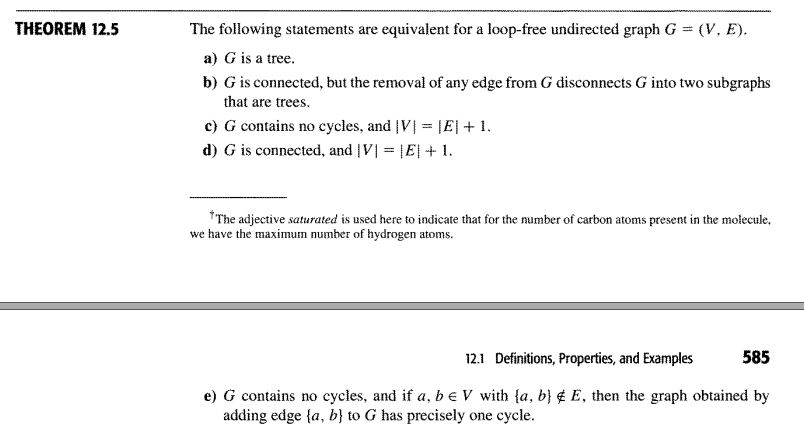 THEOREM 12.5 The following statements are equivalent for a loop-free undirected graph G = (V, E).
a) G is a tree.
b) G is connected, but the removal of any edge from G disconnects G into two subgraphs
that are trees.
c) G contains no cycles, and |V| = |E| + 1.
d) G is connected, and |V| = |E| + 1.
†The adjective saturated is used here to indicate that for the number of carbon atoms present in the molecule,
we have the maximum number of hydrogen atoms.
12.1 Definitions, Properties, and Examples 585
e) G contains no cycles, and if a, b ∈ V with {a, b} ∉ E, then the graph obtained by
adding edge {a, b} to G has precisely one cycle.